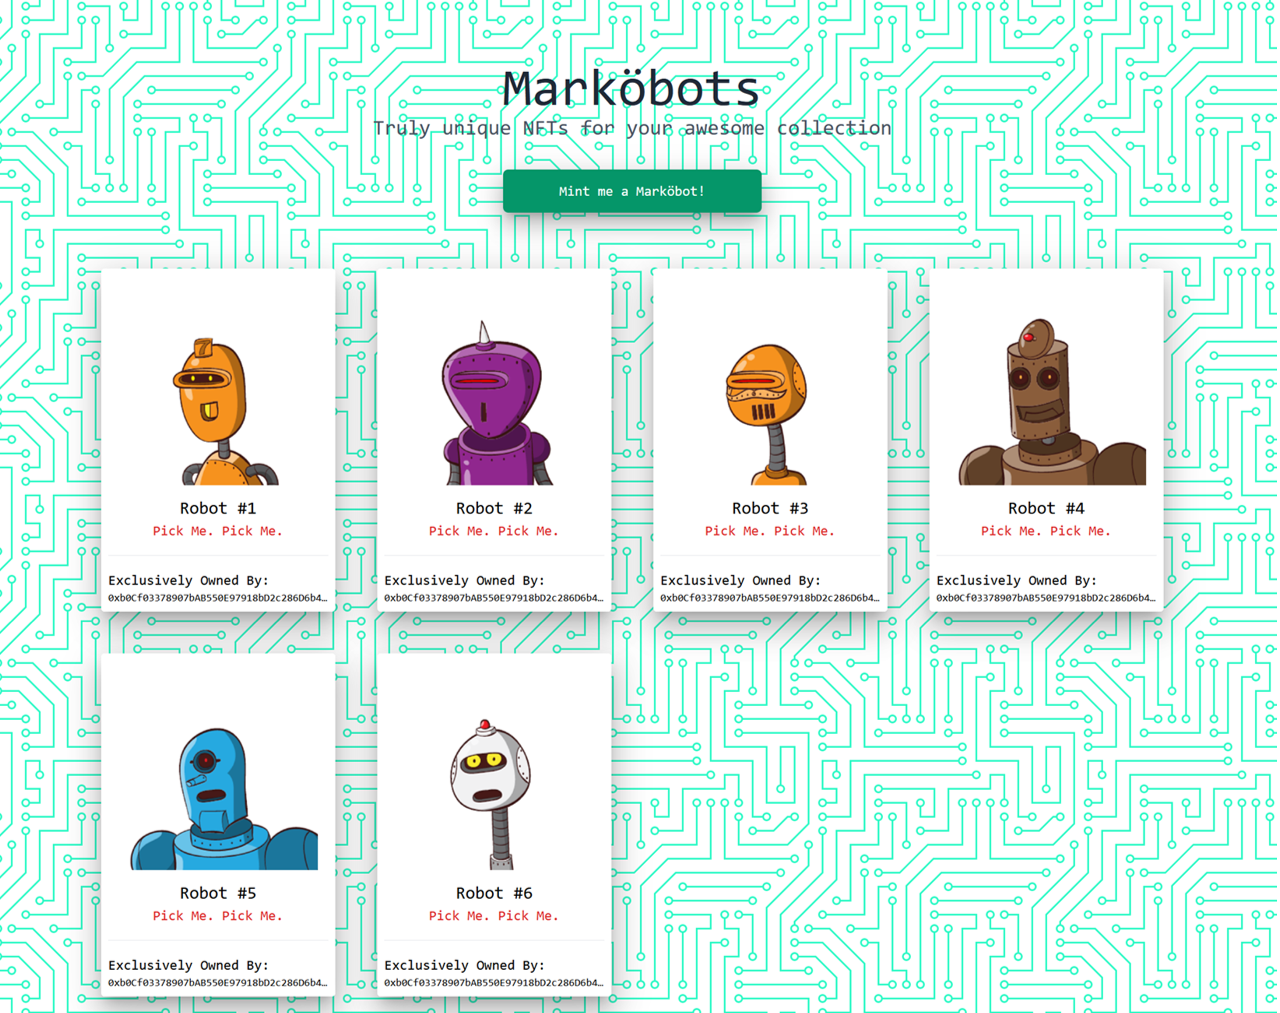 Marköbots
Truly unique NFTs for your awesome collection
Mint me a Marköbot!
7
Robot #1
Pick Me. Pick Me.
Exclusively Owned By:
0xb0Cf03378907bAB550E97918bD2c286D6b4…
Robot #2
Pick Me. Pick Me.
Exclusively Owned By:
0xb0Cf03378907bAB550E97918bD2c286D6b4…
Robot #3
Pick Me. Pick Me.
Exclusively Owned By:
0xb0Cf03378907bAB550E97918bD2c286D6b4…
Robot #4
Pick Me. Pick Me.
Exclusively Owned By:
0xb0Cf03378907bAB550E97918bD2c286D6b4…
Robot #5
Pick Me. Pick Me.
Exclusively Owned By:
0xb0Cf03378907bAB550E97918bD2c286D6b4…
Robot #6
Pick Me. Pick Me.
Exclusively Owned By:
0xb0Cf03378907bAB550E97918bD2c286D6b4…